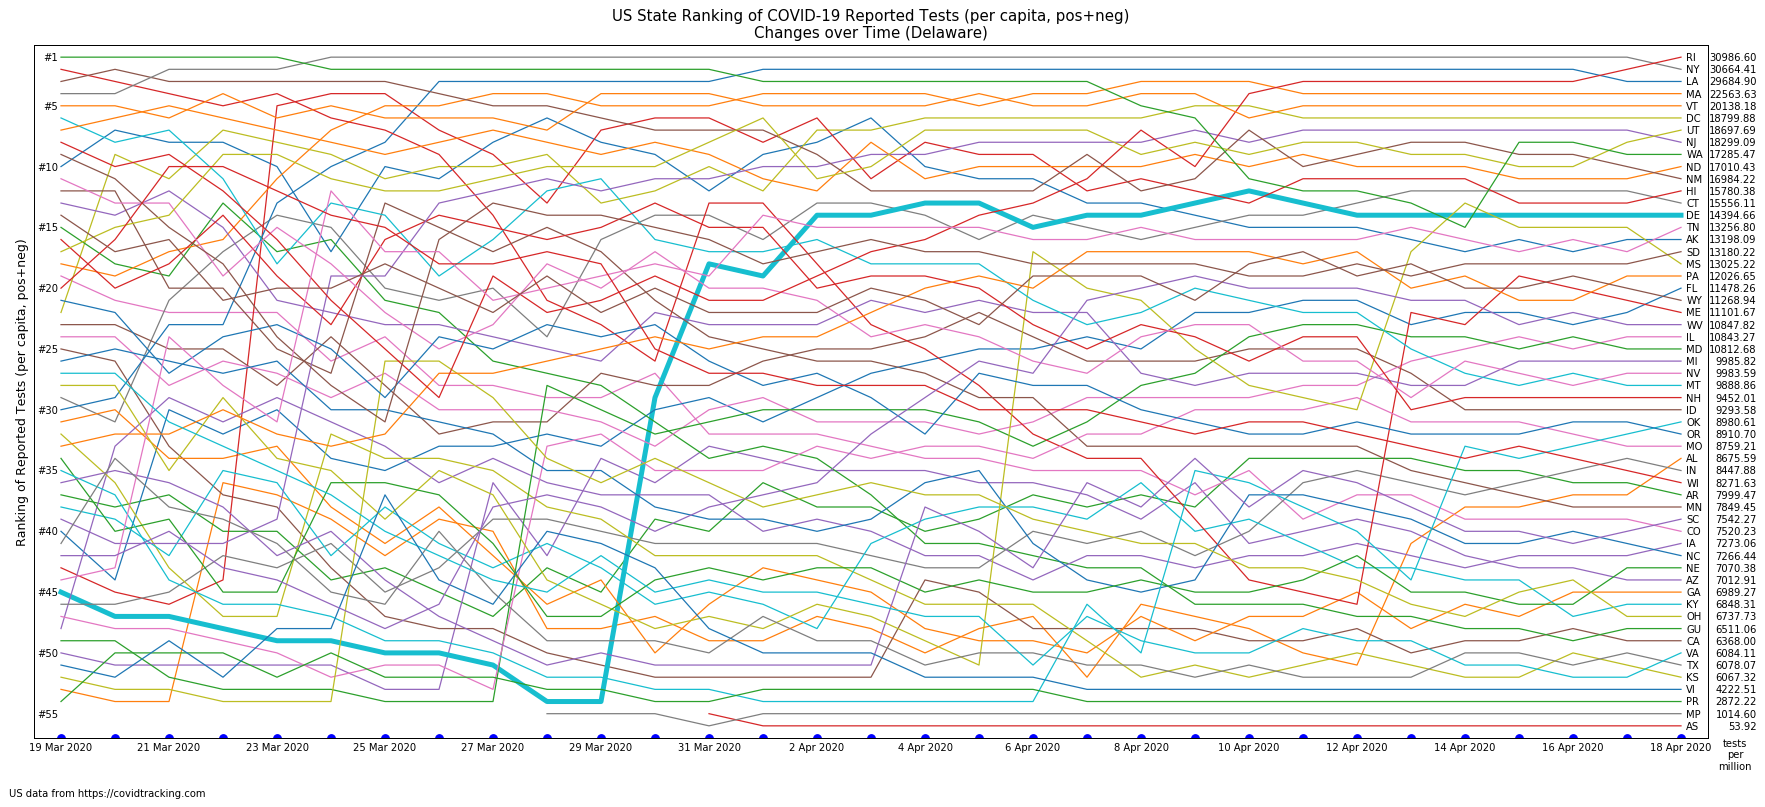 US State Ranking of COVID-19 Reported Tests (per capita, pos+neg)
Changes over Time (Delaware)
Ranking of Reported Tests (per capita, pos+neg)
#1
#5
#10
#15
#20
#25
#30
#35
#40
#45
#50
#55
RI 30986.60
NY 30664.41
LA 29684.90
MA 22563.63
VT 20138.18
DC 18799.88
UT 18697.69
NJ 18299.09
WA 17285.47
ND 17010.43
NM 16984.22
HI 15780.38
CT 15556.11
DE 14394.66
TN 13256.80
AK 13198.09
SD 13180.22
MS 13025.22
PA 12026.65
FL 11478.26
WY 11268.94
ME 11101.67
WV 10847.82
IL 10843.27
MD 10812.68
MI 9985.82
NV 9983.59
MT 9888.86
NH 9452.01
ID 9293.58
OK 8980.61
OR 8910.70
MO 8759.21
AL 8675.59
IN 8447.88
WI 8271.63
AR 7999.47
MN 7849.45
SC 7542.27
CO 7520.23
IA 7273.06
NC 7266.44
NE 7070.38
AZ 7012.91
GA 6989.27
KY 6848.31
OH 6737.73
GU 6511.06
CA 6368.00
VA 6084.11
TX 6078.07
KS 6067.32
VI 4222.51
PR 2872.22
MP 1014.60
AS 53.92
19 Mar 2020 21 Mar 2020 23 Mar 2020 25 Mar 2020 27 Mar 2020 29 Mar 2020 31 Mar 2020 2 Apr 2020 4 Apr 2020 6 Apr 2020 8 Apr 2020 10 Apr 2020 12 Apr 2020 14 Apr 2020 16 Apr 2020 18 Apr 2020
tests
per
million
US data from https://covidtracking.com